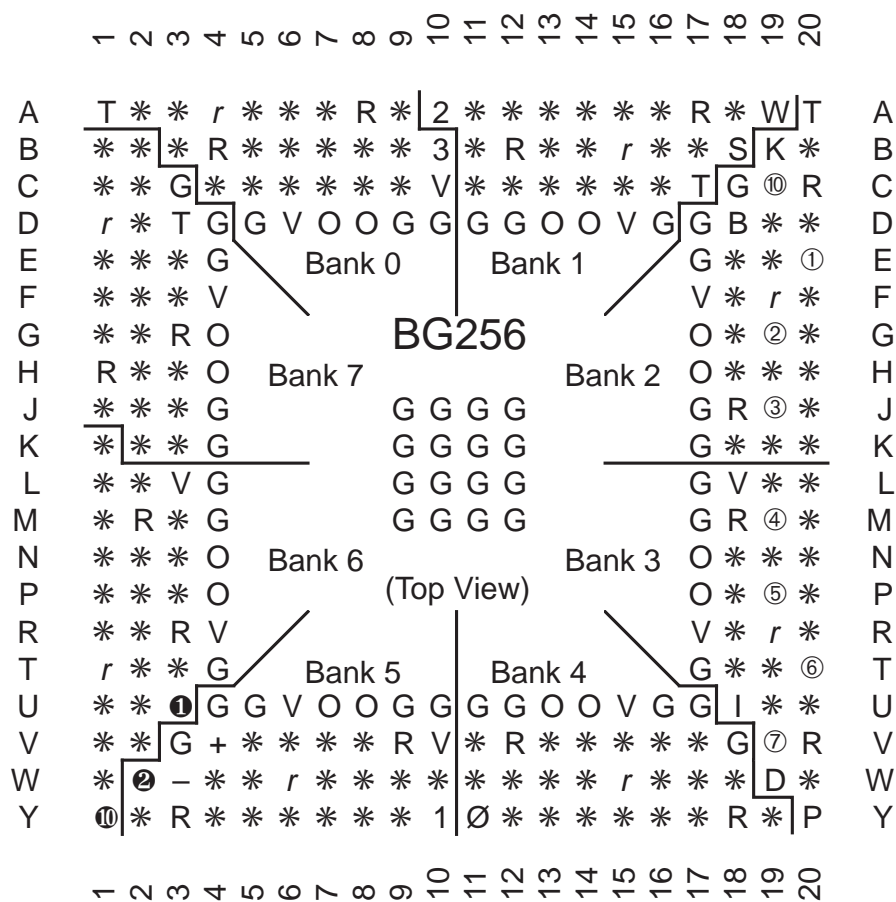 1 2 3 4 5 6 7 8 9 10 11 12 13 14 15 16 17 18 19 20
A T * * r * * * R * 2 * * * * * * R * W T A
B * * * R * * * * * 3 * R * * r * * S K * B
C * * G * * * * * * V * * * * * * T G ⑩ R C
D r * T G G V O O G G G G O O V G G B * * D
E * * * G Bank 0 Bank 1 G * * ① E
F * * * V V * r * F
G * * R O BG256 O * ② * G
H R * * O Bank 7 Bank 2 O * * * H
J * * * G G G G G G R ③ * J
K * * * G G G G G G * * * K
L * * V G G G G G G V * * L
M * R * G G G G G G R ④ * M
N * * * O Bank 6 Bank 3 O * * * N
P * * * O (Top View) O * ⑤ * P
R * * R V V * r * R
T r * * G Bank 5 Bank 4 G * * ⑥ T
U * * ❶ G G V O O G G G G O O V G G I * * U
V * * G + * * * * R V * R * * * * * G ⑦ R V
W * ❷ – * * r * * * * * * * * r * * * D * W
Y ❿ * R * * * * * * 1 Ø * * * * * * R * P Y
1 2 3 4 5 6 7 8 9 10 11 12 13 14 15 16 17 18 19 20